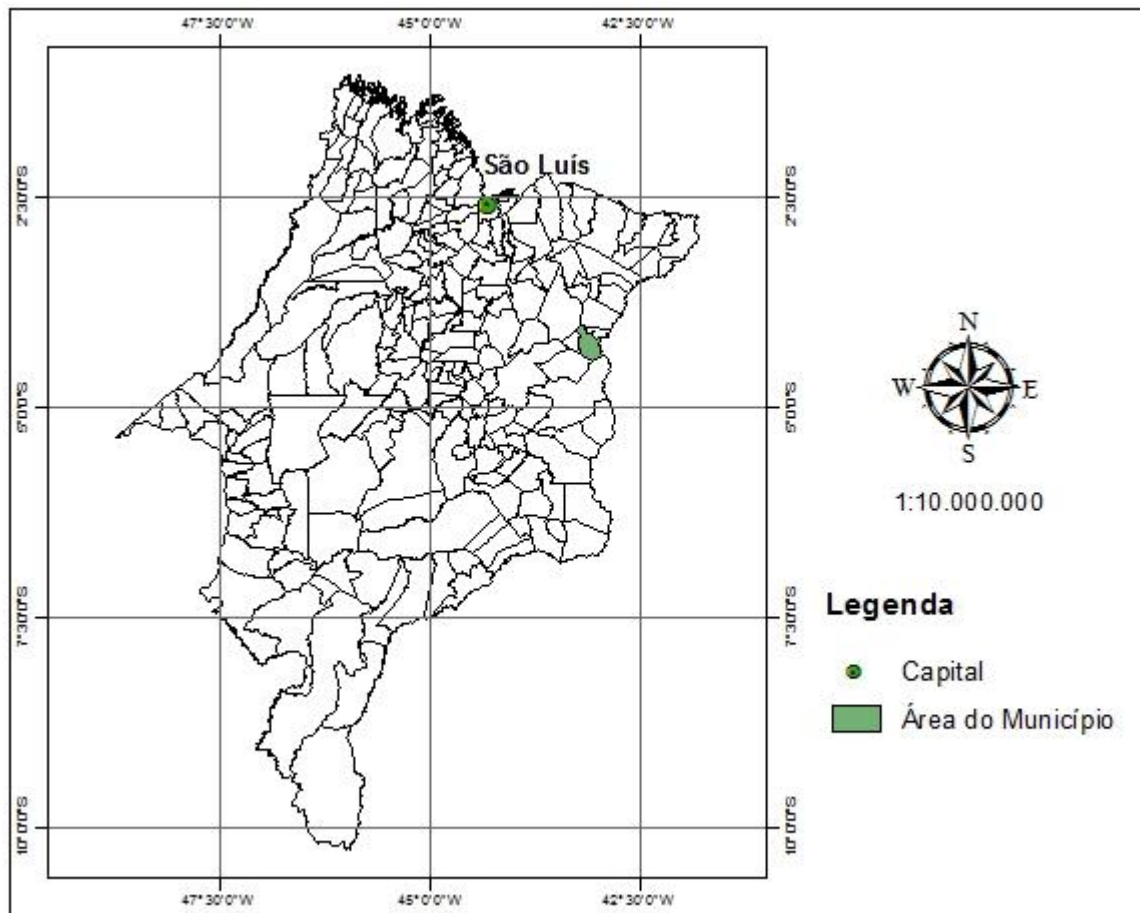 47°30'0"W 45°0'0"W 42°30'0"W
São Luís
2°30'0"S 2°30'0"S
N
W E
S
5°0'0"S 5°0'0"S
1:10.000.000
Legenda
7°30'0"S 7°30'0"S
Capital
Área do Município
10°0'0"S 10°0'0"S
47°30'0"W 45°0'0"W 42°30'0"W